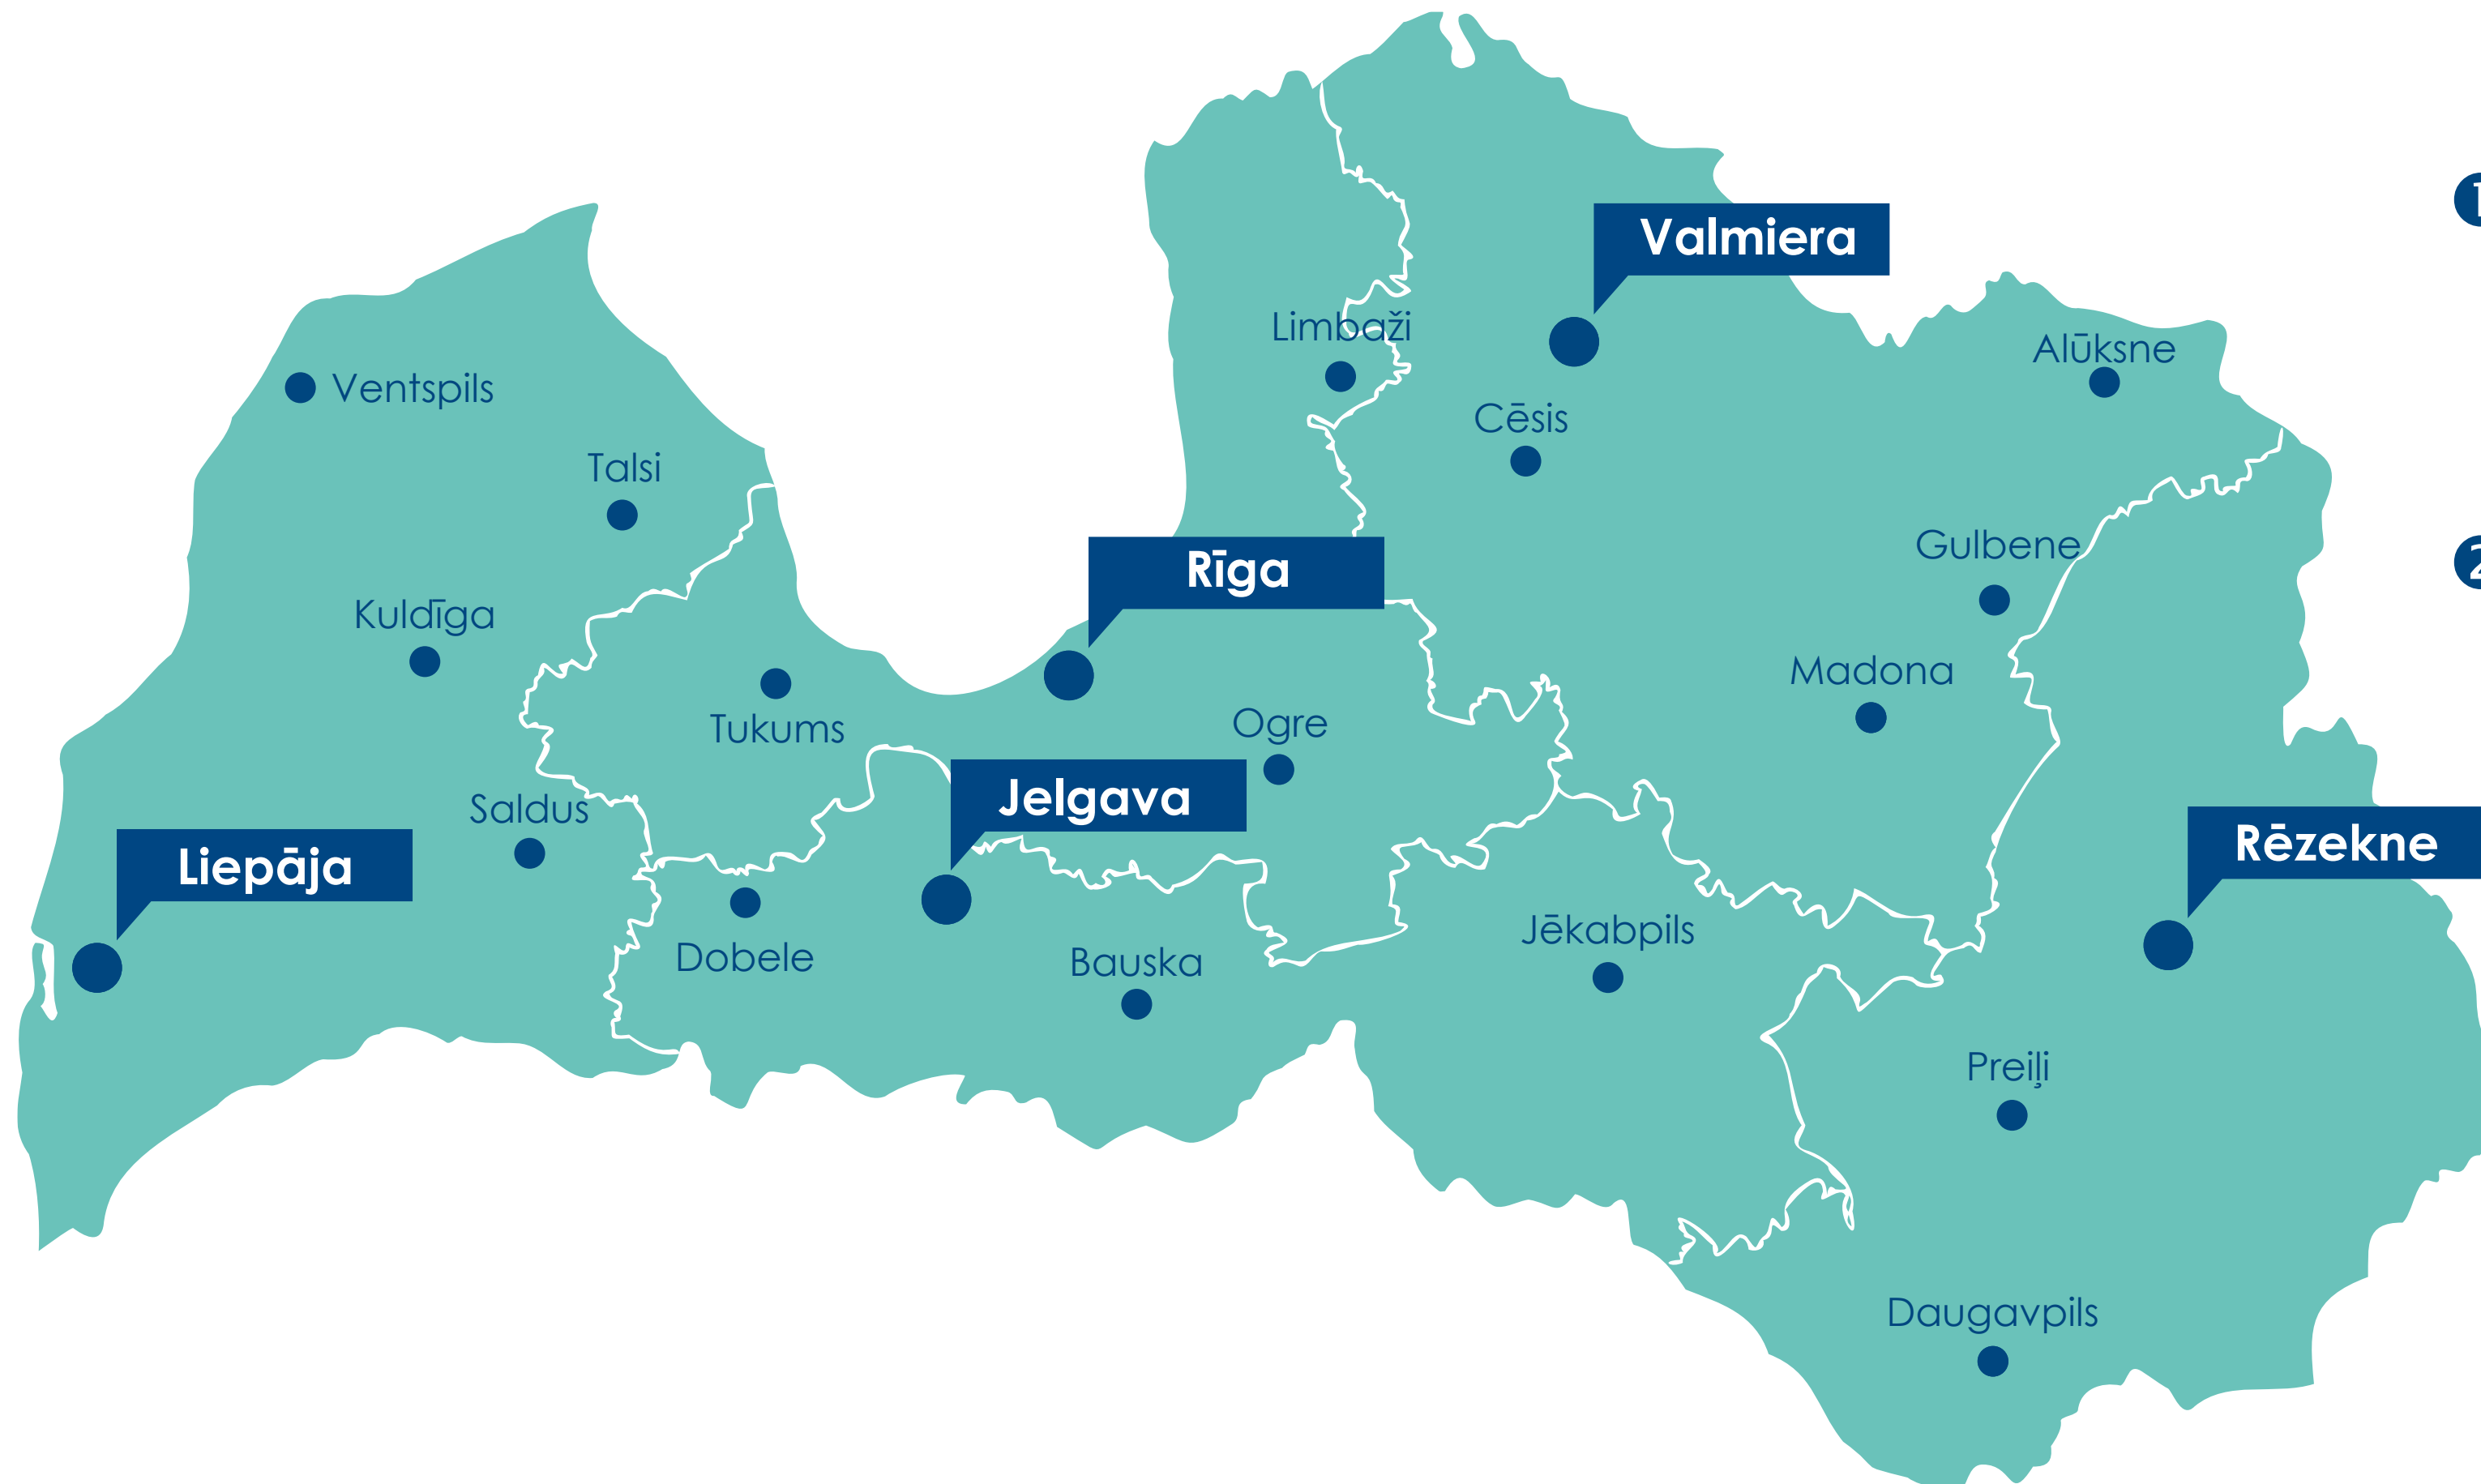 Valmiera
Limbaži
Alūksne
Ventspils
Cēsis
Talsi
Gulbene
Rīga
Kuldīga
Madona
Ogre
Tukums
Jelgava
Saldus
Rēzekne
Liepāja
Jēkabpils
Dobele
Bauska
Preiļi
Daugavpils